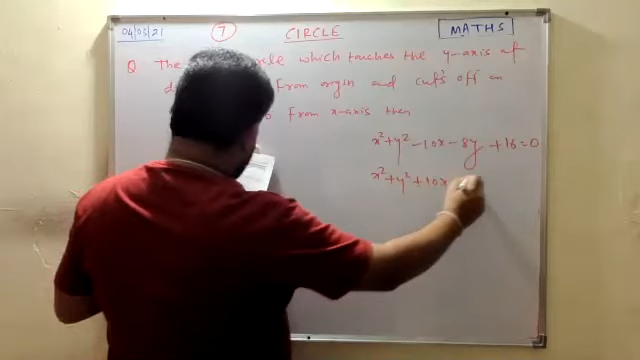 04/05/21 7 CIRCLE MATHS
Q The circle which touches the y-axis at
from origin and cuts off an
from x-axis then
x² + y² - 10x - 8y + 16 = 0
x² + y² + 10x